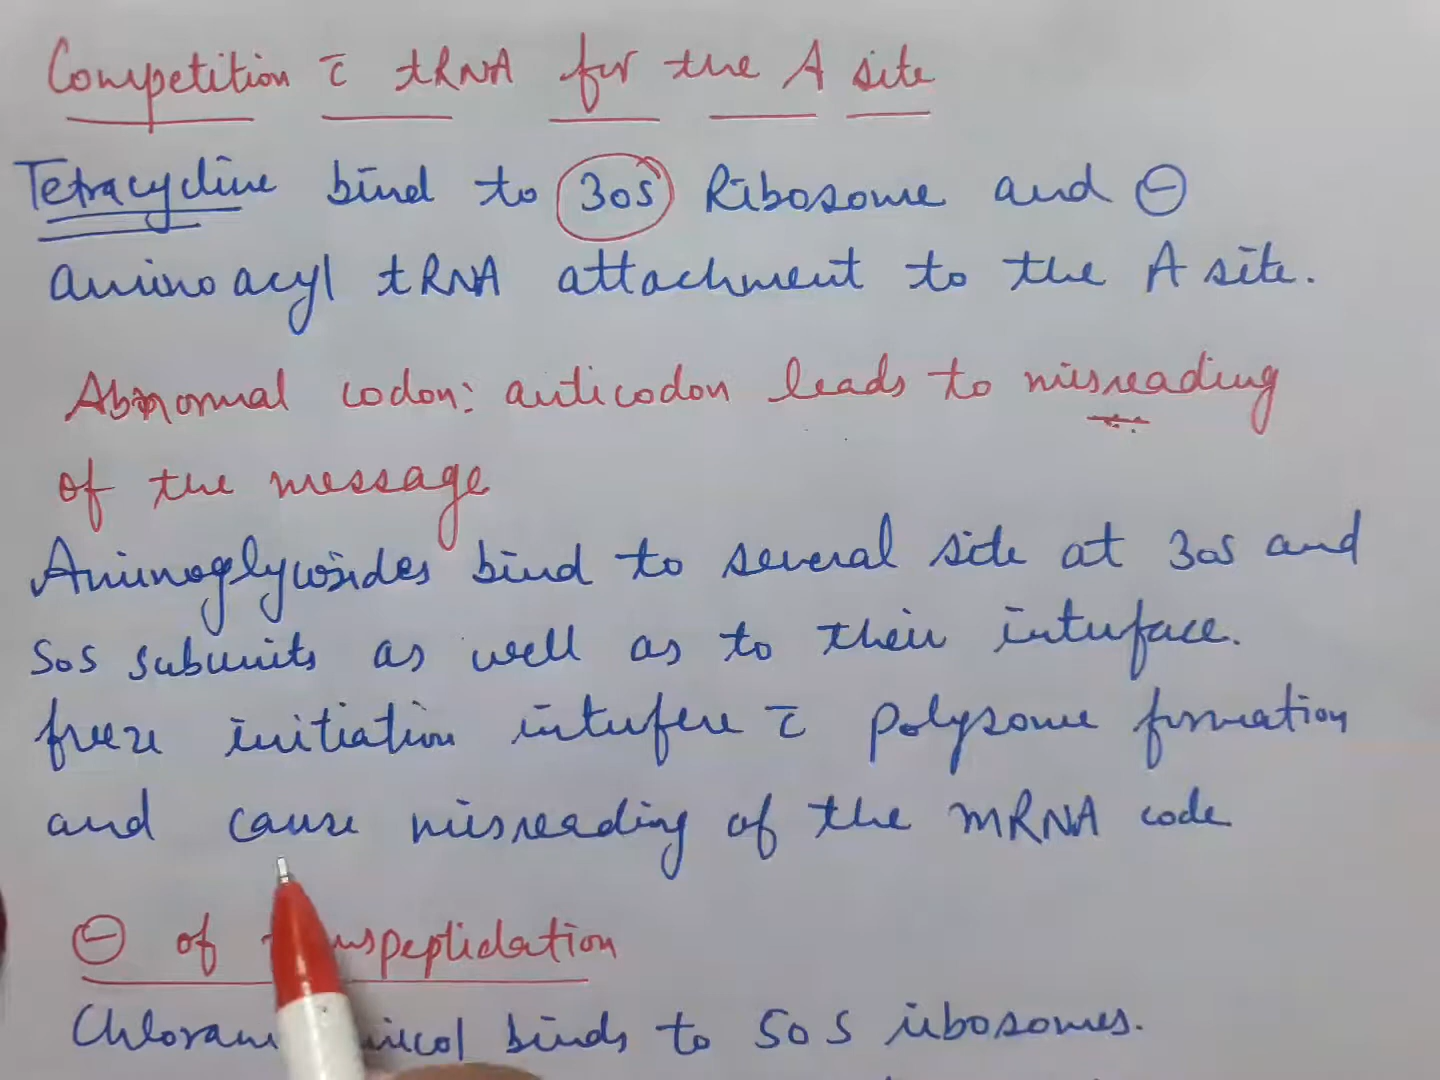 Competition c̄ tRNA for the A site
Tetracycline bind to 30S Ribosome and ⊖
aminoacyl tRNA attachment to the A site.
Abnormal codon: anticodon leads to misreading
of the message
Aminoglycosides bind to several side at 30S and
50S subunits as well as to their interface.
freeze initiation interfere c̄ polysome formation
and cause misreading of the mRNA code
⊖ of
binds to 50S ribosomes.